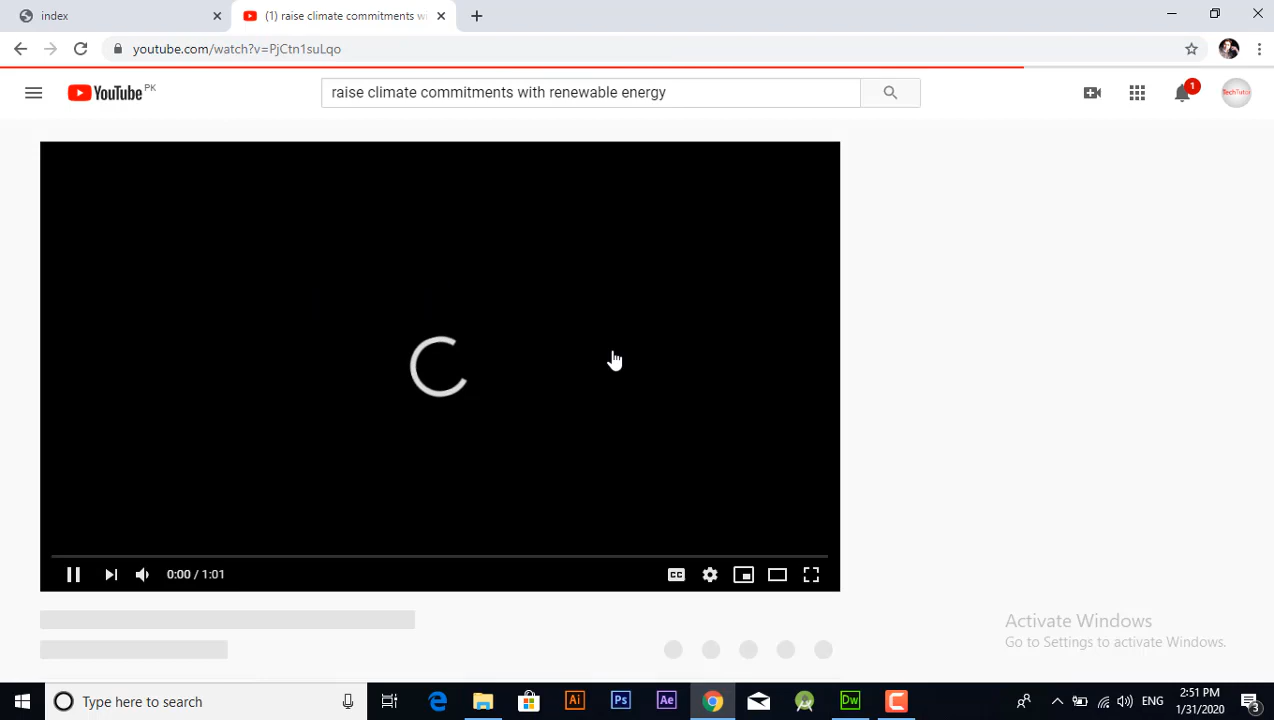 index
(1) raise climate commitments w
youtube.com/watch?v=PjCtn1suLqo
YouTube PK
raise climate commitments with renewable energy
1
TechTutor
0:00 / 1:01
CC
Activate Windows
Go to Settings to activate Windows.
Type here to search
Ai
Ps
Ae
Dw
ENG
2:51 PM
1/31/2020
3